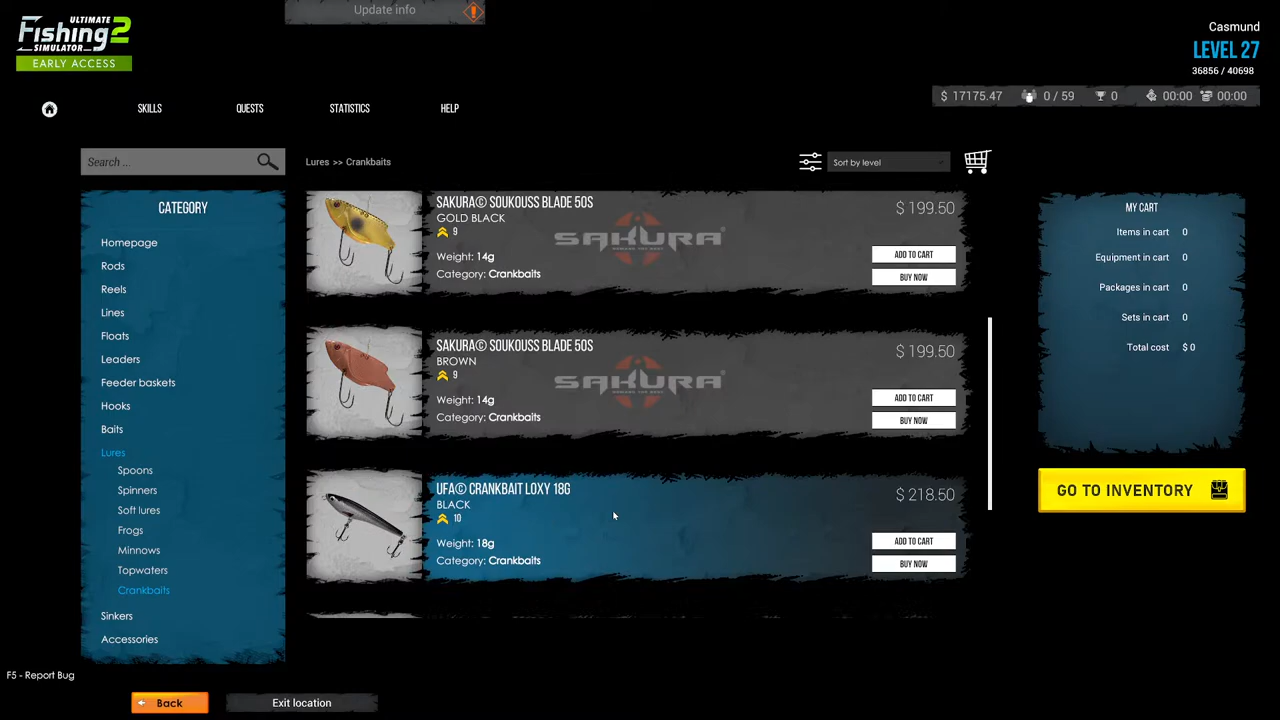 ULTIMATE
Fishing 2
SIMULATOR
EARLY ACCESS
Update info
Casmund
LEVEL 27
36856 / 40698
$ 17175.47 0 / 59 0 00:00 00:00
SKILLS QUESTS STATISTICS HELP
Search ...
Lures >> Crankbaits
Sort by level
CATEGORY
Homepage
Rods
Reels
Lines
Floats
Leaders
Feeder baskets
Hooks
Baits
Lures
Spoons
Spinners
Soft lures
Frogs
Minnows
Topwaters
Crankbaits
Sinkers
Accessories
SAKURA© SOUKOUSS BLADE 50S
GOLD BLACK
9
Weight: 14g
Category: Crankbaits
SAKURA
$ 199.50
ADD TO CART
BUY NOW
SAKURA© SOUKOUSS BLADE 50S
BROWN
9
Weight: 14g
Category: Crankbaits
SAKURA
$ 199.50
ADD TO CART
BUY NOW
UFA© CRANKBAIT LOXY 18G
BLACK
10
Weight: 18g
Category: Crankbaits
$ 218.50
ADD TO CART
BUY NOW
MY CART
Items in cart 0
Equipment in cart 0
Packages in cart 0
Sets in cart 0
Total cost $ 0
GO TO INVENTORY
F5 - Report Bug
Back
Exit location